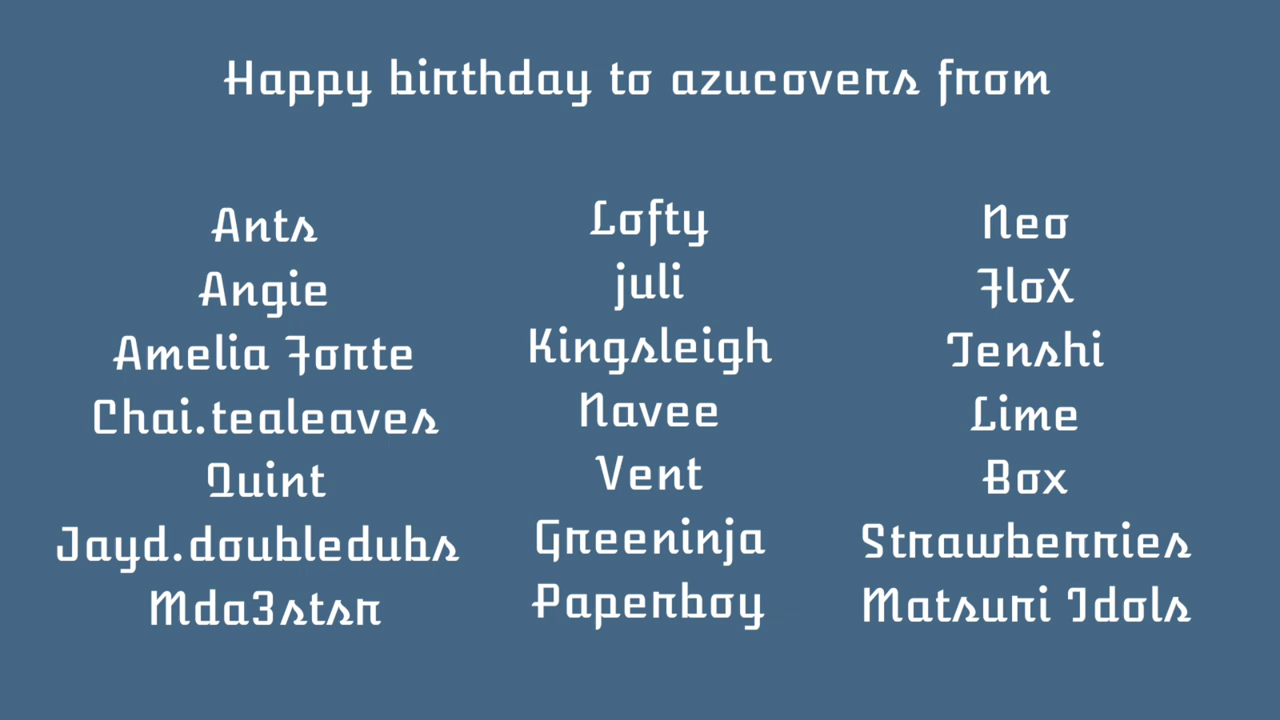 Happy birthday to azucovers from
Ants
Angie
Amelia Forte
Chai.tealeaves
Quint
Jayd.doubledubs
Mda3stsr
Lofty
juli
Kingsleigh
Navee
Vent
Greeninja
Paperboy
Neo
FloX
Tenshi
Lime
Box
Strawberries
Matsuri Idols